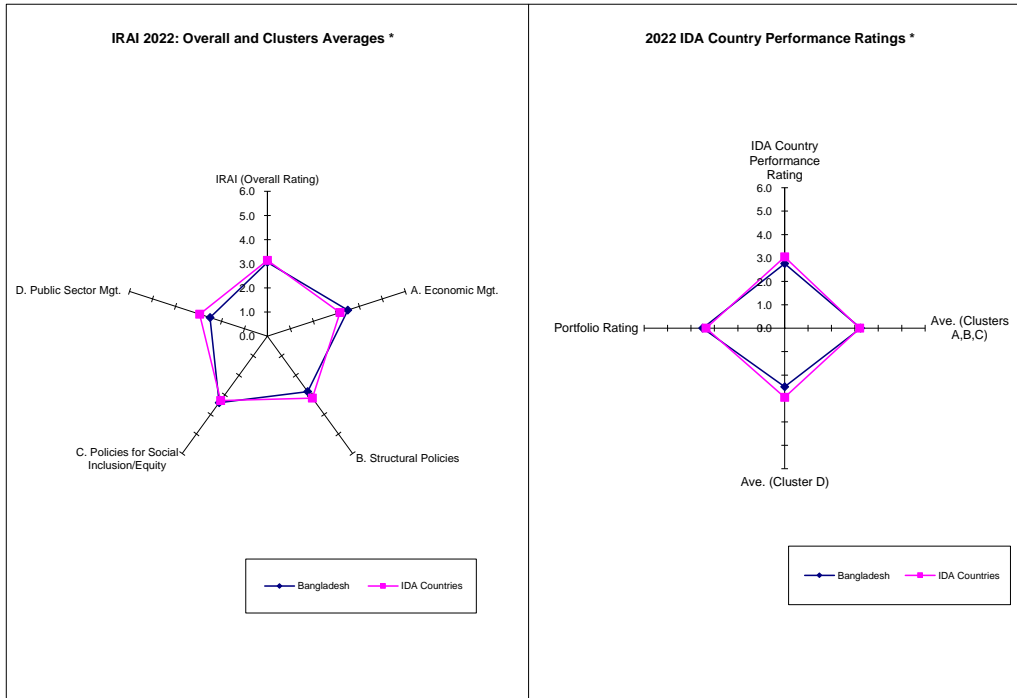 IRAI 2022: Overall and Clusters Averages *
IRAI (Overall Rating)
6.0
5.0
4.0
3.0
2.0
1.0
0.0
A. Economic Mgt.
B. Structural Policies
C. Policies for Social
Inclusion/Equity
D. Public Sector Mgt.
Bangladesh
IDA Countries
2022 IDA Country Performance Ratings *
IDA Country
Performance
Rating
6.0
5.0
4.0
3.0
2.0
1.0
0.0
Ave. (Clusters
A,B,C)
Ave. (Cluster D)
Portfolio Rating
Bangladesh
IDA Countries